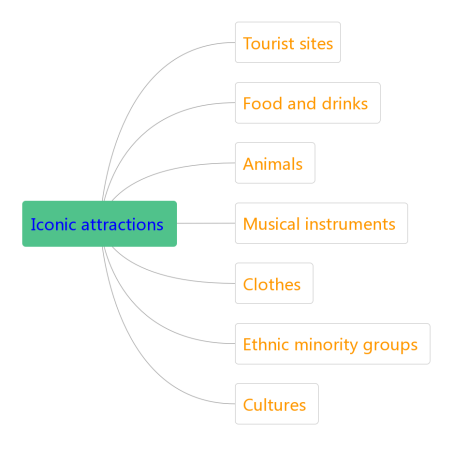 Tourist sites
Food and drinks
Animals
Iconic attractions
Musical instruments
Clothes
Ethnic minority groups
Cultures